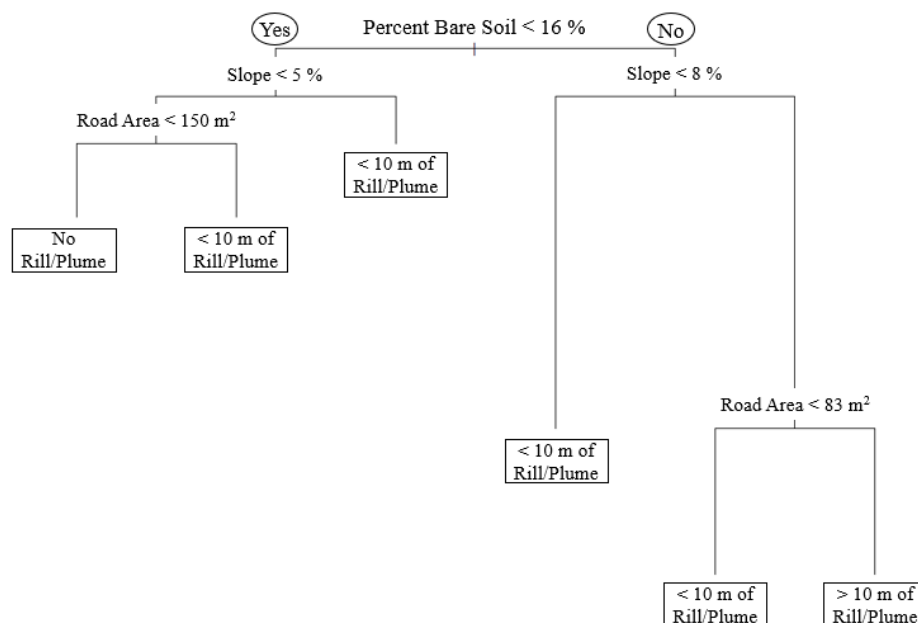 Yes
Percent Bare Soil < 16 %
No
Slope < 5 %
Slope < 8 %
Road Area < 150 m²
< 10 m of
Rill/Plume
No
Rill/Plume
< 10 m of
Rill/Plume
Road Area < 83 m²
< 10 m of
Rill/Plume
< 10 m of
Rill/Plume
> 10 m of
Rill/Plume